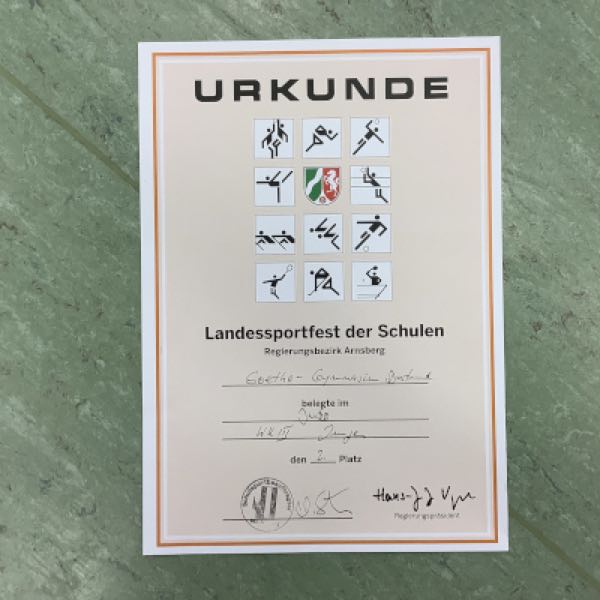 URKUNDE
Landessportfest der Schulen
Regierungsbezirk Arnsberg
Goethe-Gymnasium Dortmund
belegte im
Judo
WK III Jungen
den 2. Platz
Regierungspräsident